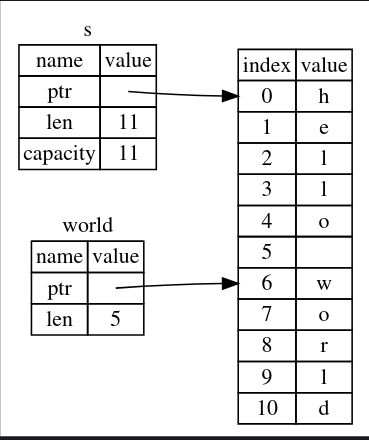 s
name value
ptr
len 11
capacity 11
world
name value
ptr
len 5
index value
0 h
1 e
2 l
3 l
4 o
5
6 w
7 o
8 r
9 l
10 d